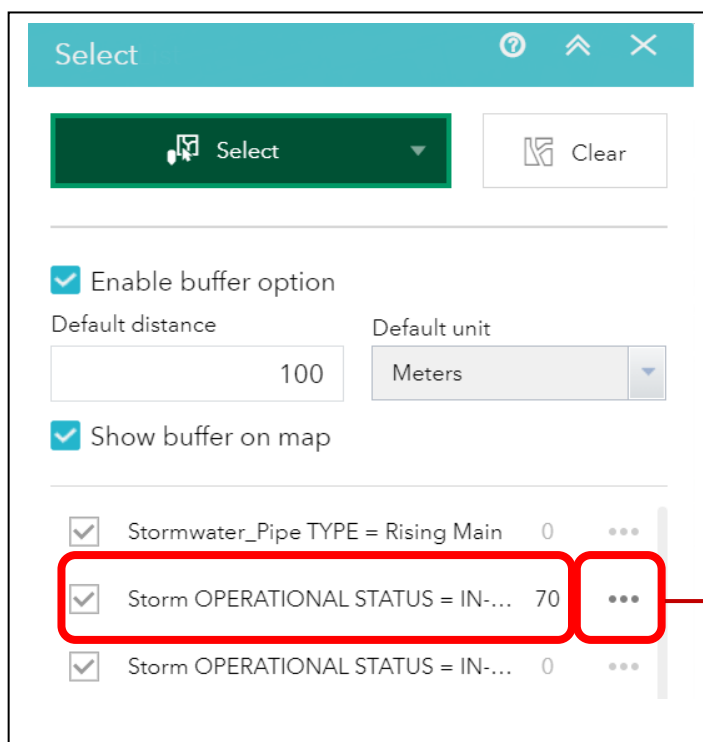 Select
Select Clear
Enable buffer option
Default distance Default unit
100 Meters
Show buffer on map
Stormwater_Pipe TYPE = Rising Main 0
Storm OPERATIONAL STATUS = IN-... 70
Storm OPERATIONAL STATUS = IN-... 0